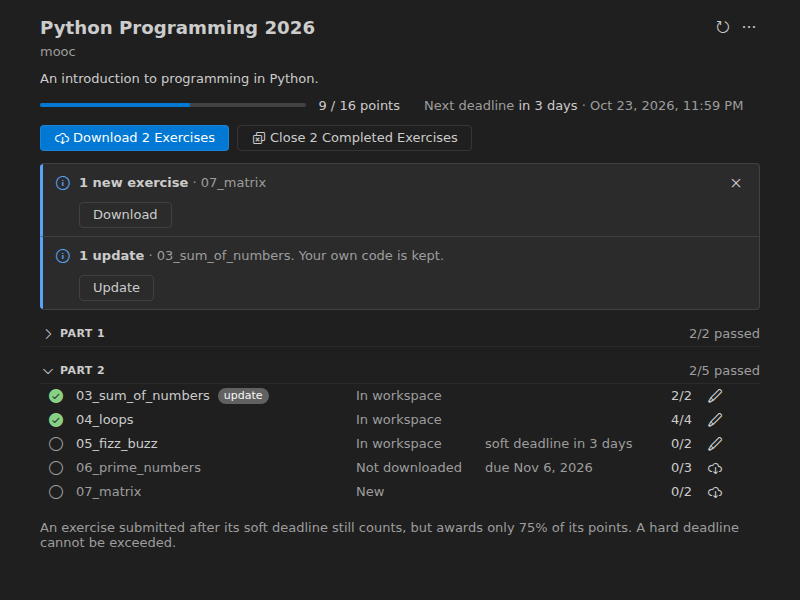 Python Programming 2026
mooc
An introduction to programming in Python.
9 / 16 points Next deadline in 3 days · Oct 23, 2026, 11:59 PM
Download 2 Exercises Close 2 Completed Exercises
1 new exercise · 07_matrix
Download
1 update · 03_sum_of_numbers. Your own code is kept.
Update
PART 1 2/2 passed
PART 2 2/5 passed
03_sum_of_numbers update In workspace 2/2
04_loops In workspace 4/4
05_fizz_buzz In workspace soft deadline in 3 days 0/2
06_prime_numbers Not downloaded due Nov 6, 2026 0/3
07_matrix New 0/2
An exercise submitted after its soft deadline still counts, but awards only 75% of its points. A hard deadline
cannot be exceeded.